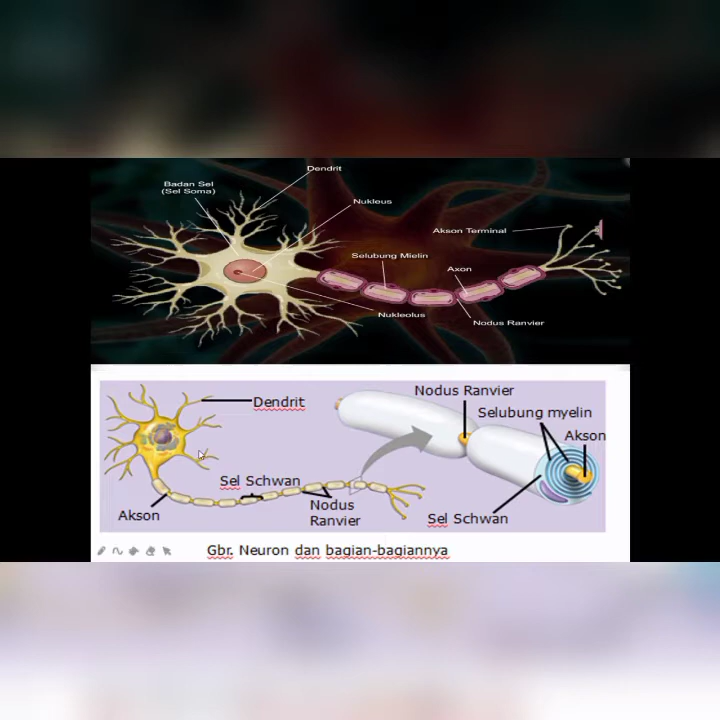 Dendrit
Badan Sel
(Sel Soma)
Nukleus
Akson Terminal
Selubung Mielin
Axon
Nukleolus
Nodus Ranvier
Nodus Ranvier
Dendrit
Selubung myelin
Akson
Sel Schwan
Nodus
Ranvier
Akson
Sel Schwan
Gbr. Neuron dan bagian-bagiannya